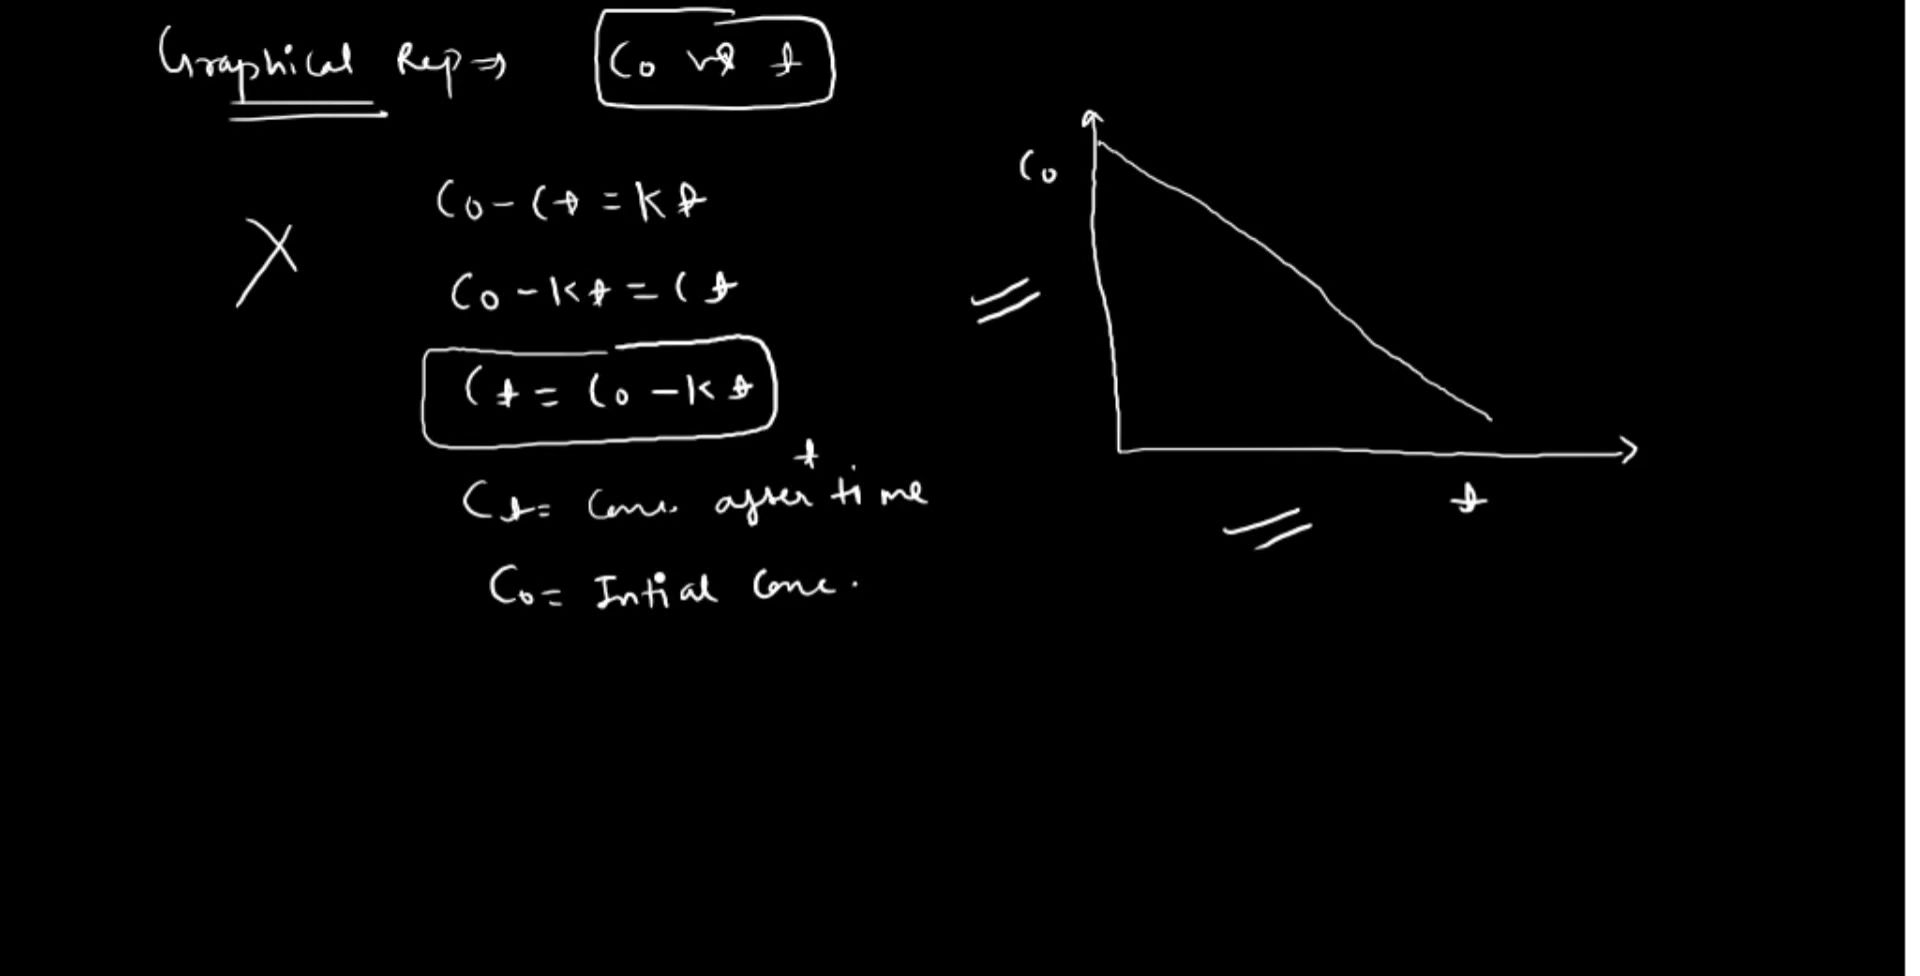 Graphical Rep ⇒ Co vs t
Co - Ct = Kt
X
Co - Kt = Ct
Ct = Co - Kt
t
Ct = Conc. after time
Co = Intial Conc.
Co
t